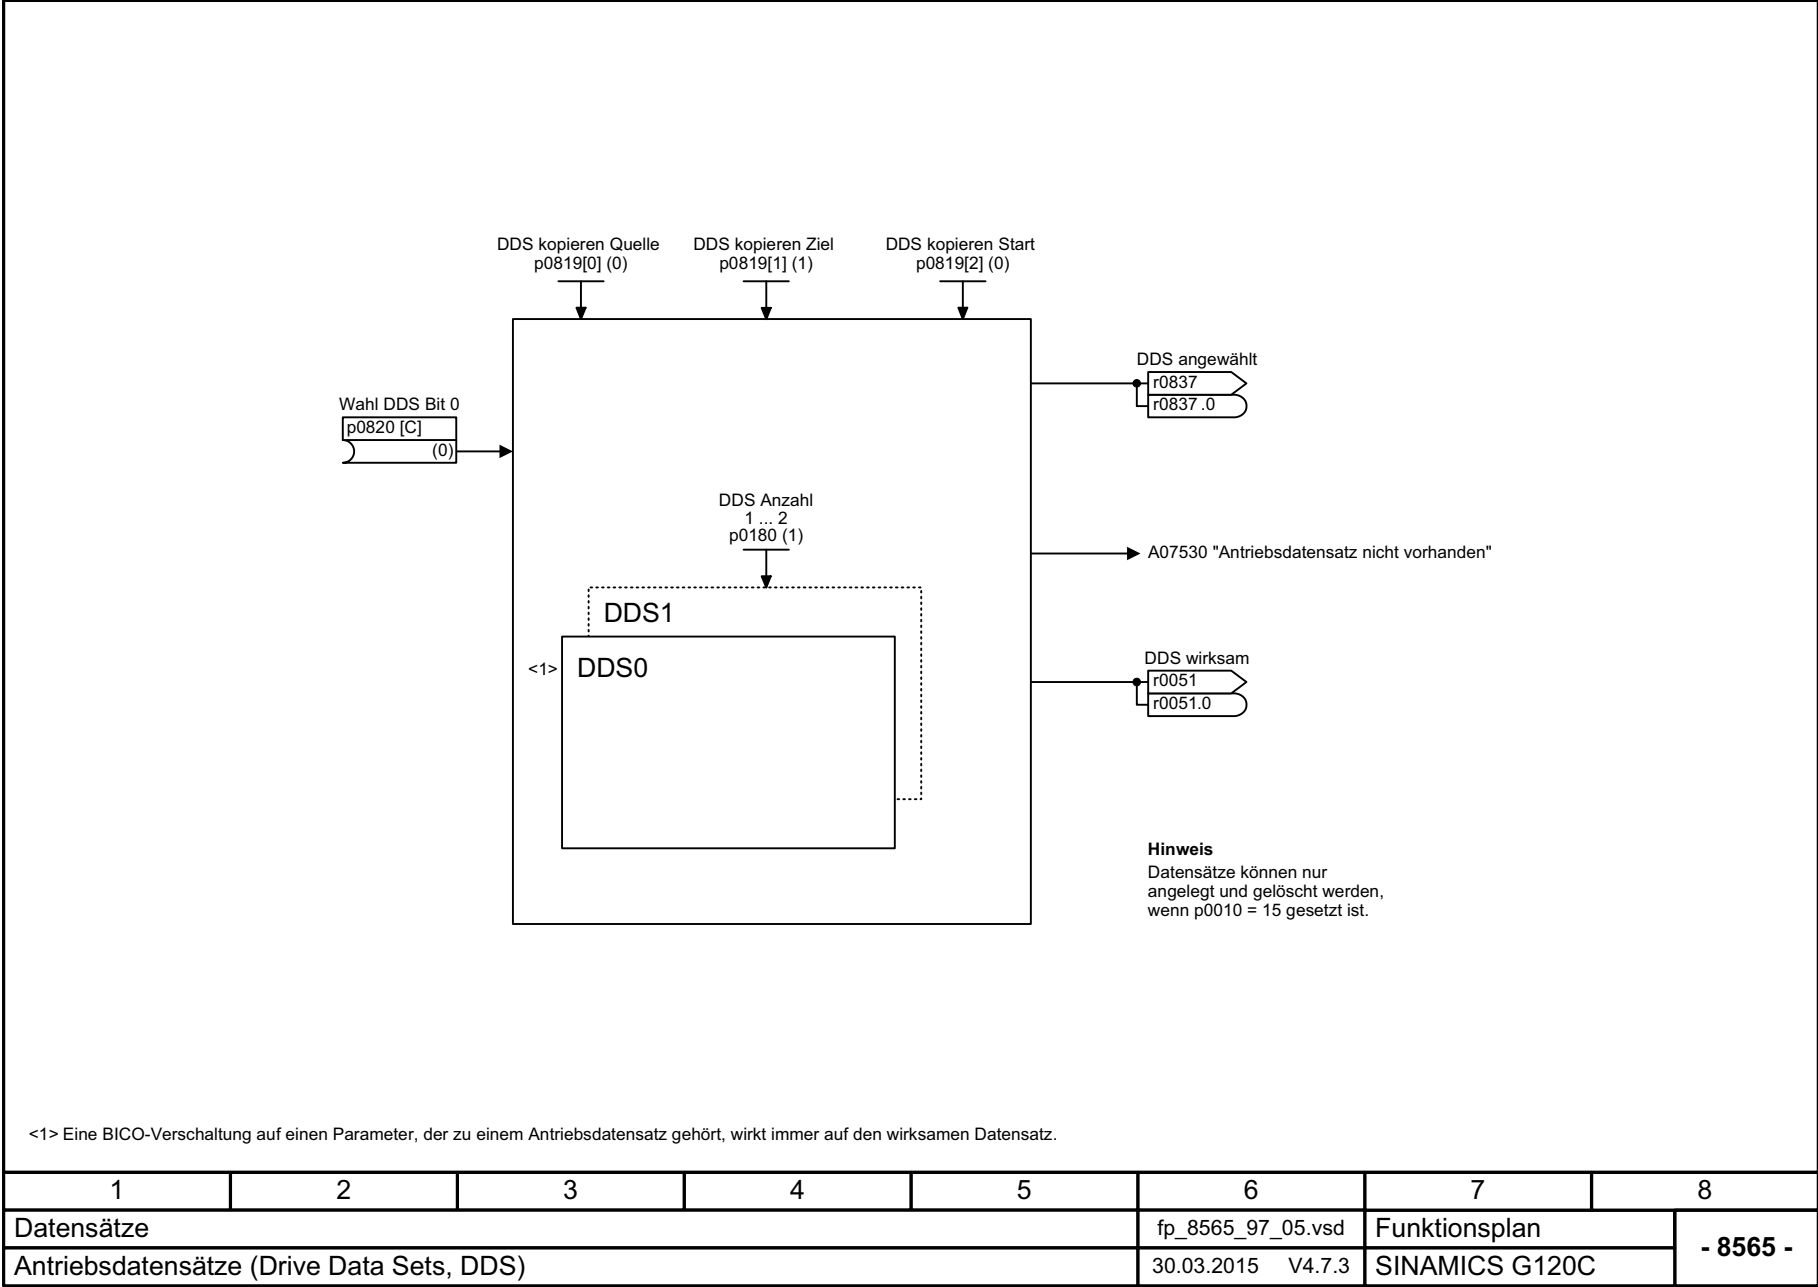 DDS kopieren Quelle
p0819[0] (0)
DDS kopieren Ziel
p0819[1] (1)
DDS kopieren Start
p0819[2] (0)
DDS angewählt
r0837
r0837 .0
Wahl DDS Bit 0
p0820 [C]
(0)
DDS Anzahl
1 ... 2
p0180 (1)
A07530 "Antriebsdatensatz nicht vorhanden"
DDS1
<1>
DDS0
DDS wirksam
r0051
r0051.0
Hinweis
Datensätze können nur
angelegt und gelöscht werden,
wenn p0010 = 15 gesetzt ist.
<1> Eine BICO-Verschaltung auf einen Parameter, der zu einem Antriebsdatensatz gehört, wirkt immer auf den wirksamen Datensatz.
1 2 3 4 5 6 7 8
Datensätze
fp_8565_97_05.vsd
Funktionsplan
- 8565 -
Antriebsdatensätze (Drive Data Sets, DDS)
30.03.2015 V4.7.3
SINAMICS G120C